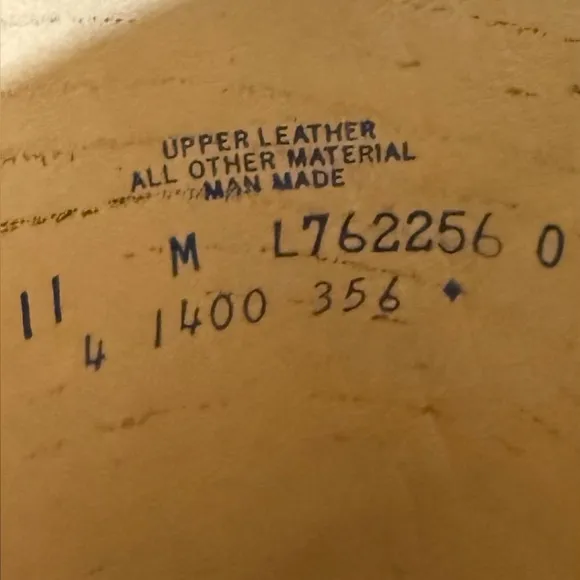 UPPER LEATHER
ALL OTHER MATERIAL
MAN MADE
M L762256 0
11
4 1400 356